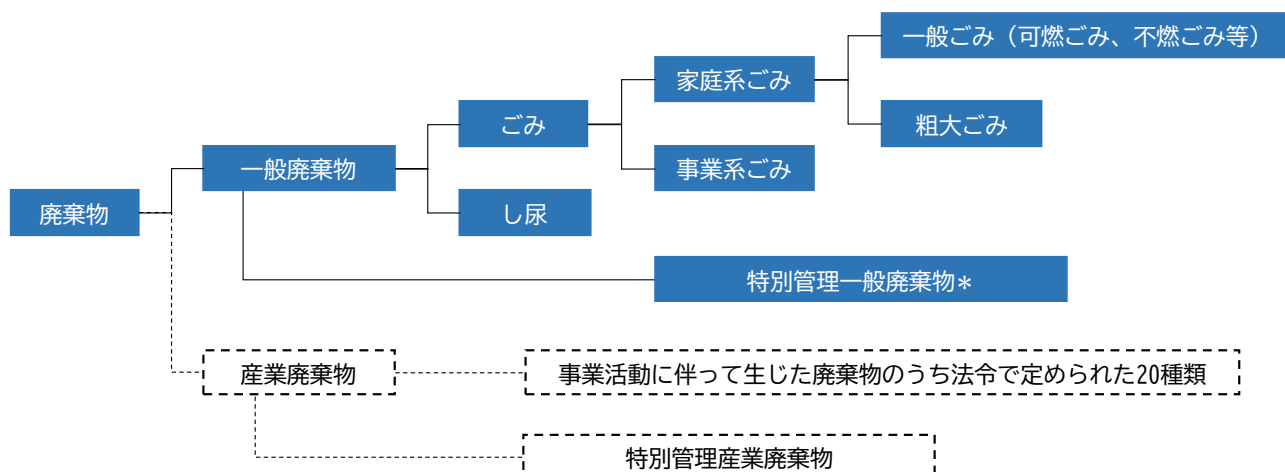 一般ごみ（可燃ごみ、不燃ごみ等）
家庭系ごみ
ごみ
粗大ごみ
一般廃棄物
事業系ごみ
廃棄物
し尿
特別管理一般廃棄物＊
産業廃棄物
事業活動に伴って生じた廃棄物のうち法令で定められた20種類
特別管理産業廃棄物